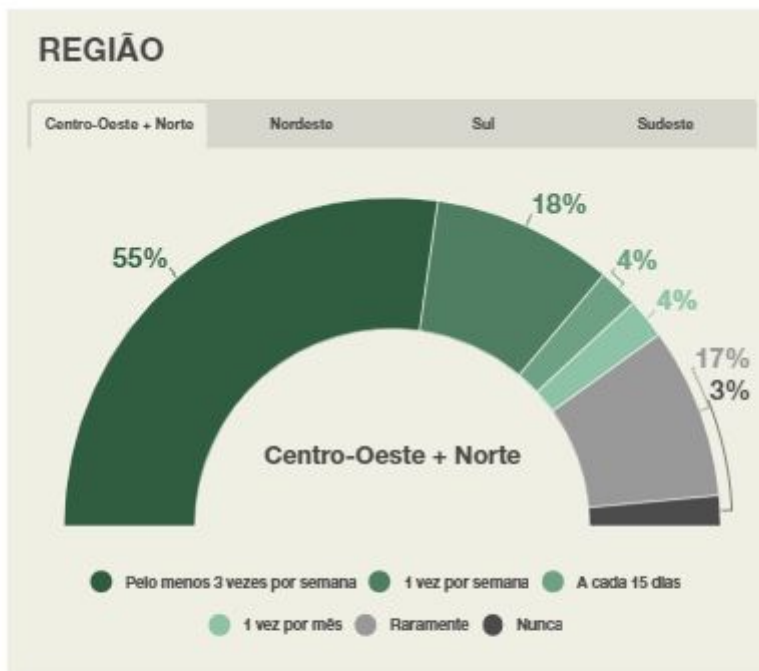 REGIÃO
Centro-Oeste + Norte Nordeste Sul Sudeste
18%
55%
4%
4%
17%
3%
Centro-Oeste + Norte
Pelo menos 3 vezes por semana 1 vez por semana A cada 15 dias
1 vez por mês Raramente Nunca